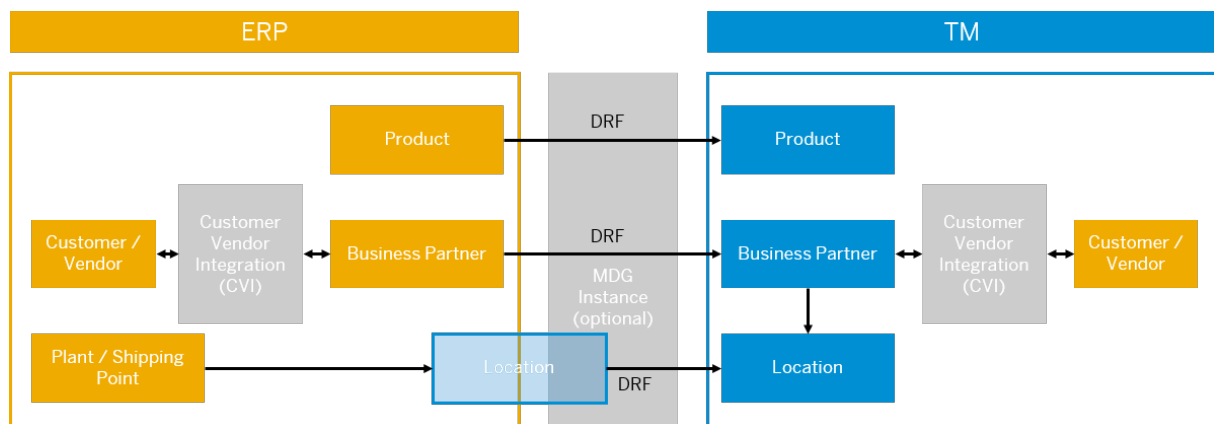 ERP
TM
DRF
Product
Product
Customer /
Vendor
Customer
Vendor
Integration
(CVI)
Business Partner
DRF
Business Partner
Customer
Vendor
Integration
(CVI)
Customer /
Vendor
MDG
Instance
(optional)
Plant / Shipping
Point
Location
DRF
Location